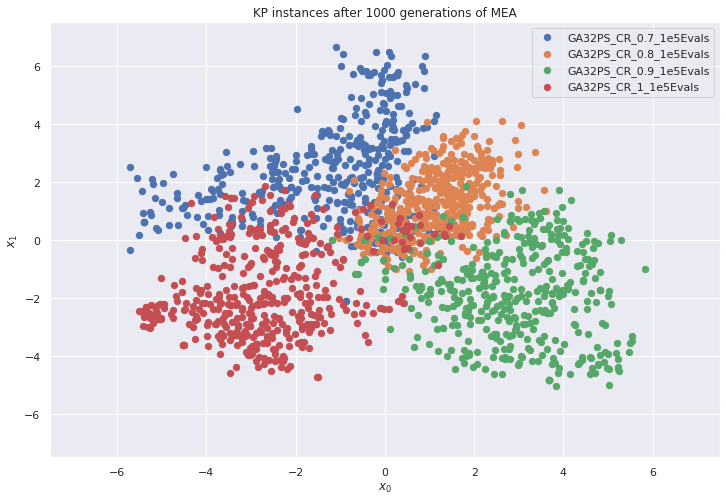 KP instances after 1000 generations of MEA
GA32PS_CR_0.7_1e5Evals
GA32PS_CR_0.8_1e5Evals
GA32PS_CR_0.9_1e5Evals
GA32PS_CR_1_1e5Evals
6
4
2
0
−2
−4
−6
x₁
−6 −4 −2 0 2 4 6
x₀